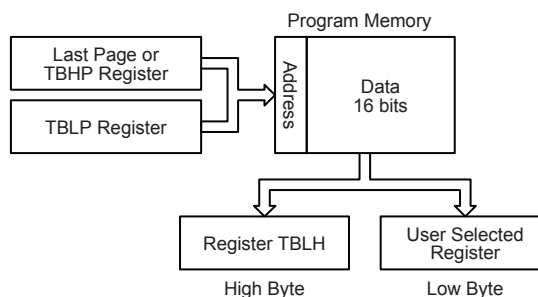 Program Memory
Last Page or
TBHP Register
TBLP Register
Address
Data
16 bits
Register TBLH
User Selected
Register
High Byte
Low Byte